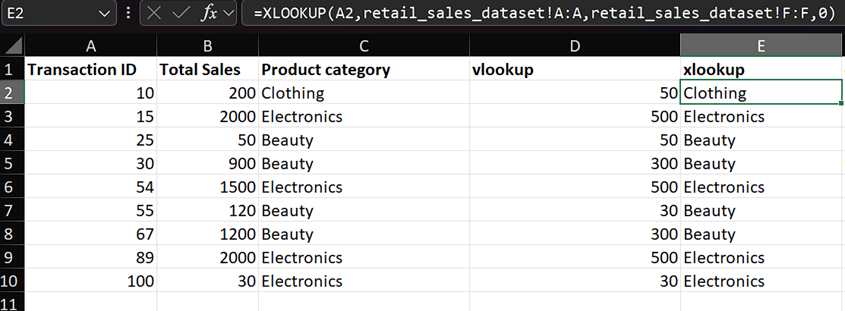 E2 fx =XLOOKUP(A2,retail_sales_dataset!A:A,retail_sales_dataset!F:F,0)
A B C D E
1 Transaction ID Total Sales Product category vlookup xlookup
2 10 200 Clothing 50 Clothing
3 15 2000 Electronics 500 Electronics
4 25 50 Beauty 50 Beauty
5 30 900 Beauty 300 Beauty
6 54 1500 Electronics 500 Electronics
7 55 120 Beauty 30 Beauty
8 67 1200 Beauty 300 Beauty
9 89 2000 Electronics 500 Electronics
10 100 30 Electronics 30 Electronics
11